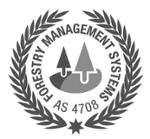 FORESTRY MANAGEMENT SYSTEMS
AS 4708